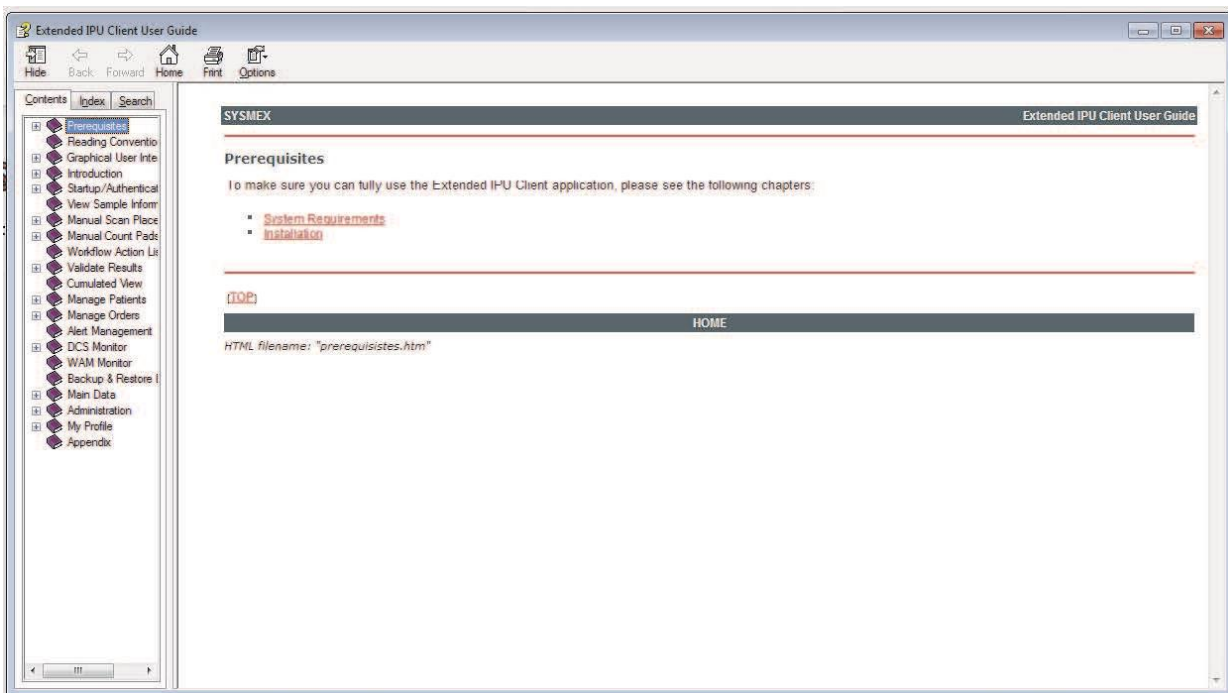 Extended IPU Client User Guide
Hide Back Forward Home Print Options
Contents Index Search
Prerequisites
Reading Conventio
Graphical User Inte
Introduction
Startup/Authenticat
View Sample Inform
Manual Scan Place
Manual Count Pads
Workflow Action Lis
Validate Results
Cumulated View
Manage Patients
Manage Orders
Alert Management
DCS Monitor
WAM Monitor
Backup & Restore
Main Data
Administration
My Profile
Appendix
SYSMEX Extended IPU Client User Guide
Prerequisites
To make sure you can fully use the Extended IPU Client application, please see the following chapters:
System Requirements
Installation
(TOP)
HOME
HTML filename: "prerequisistes.htm"